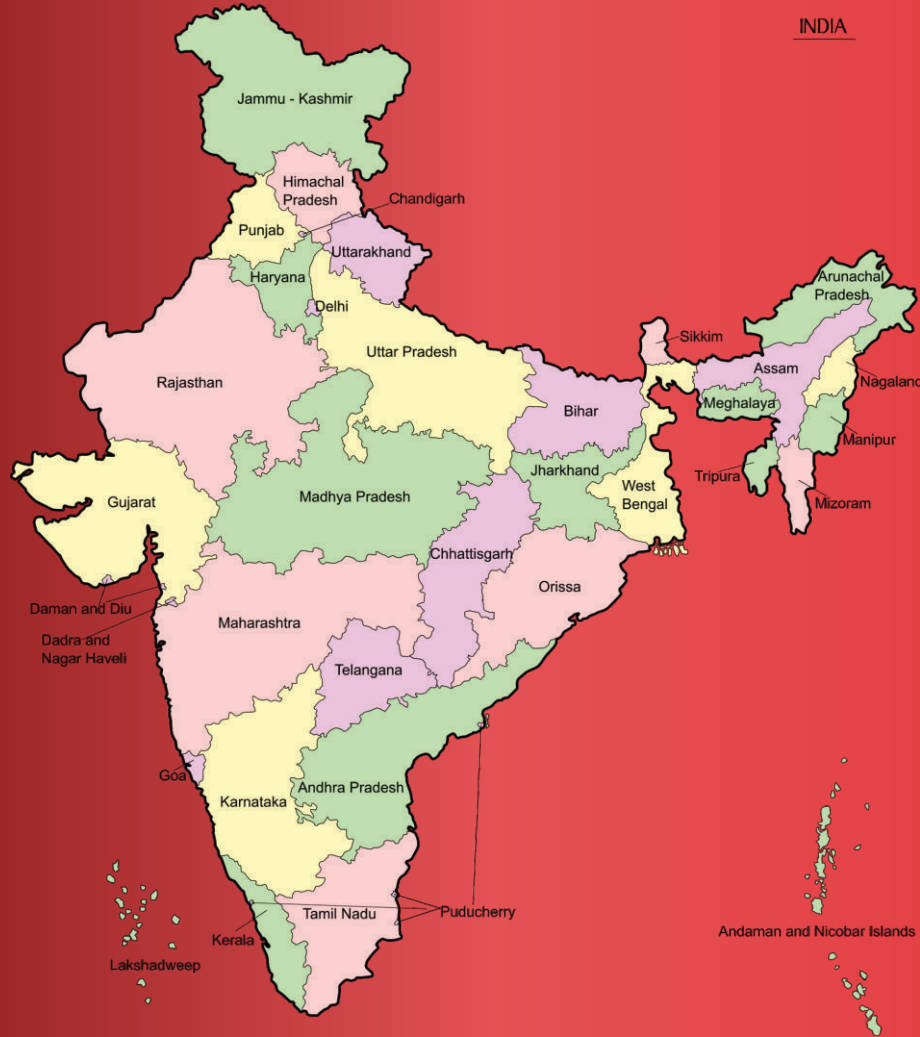 INDIA
Jammu - Kashmir
Himachal
Pradesh
Chandigarh
Punjab
Uttarakhand
Haryana
Delhi
Arunachal
Pradesh
Sikkim
Uttar Pradesh
Assam
Rajasthan
Nagaland
Meghalaya
Bihar
Manipur
Jharkhand
Tripura
West
Bengal
Madhya Pradesh
Gujarat
Mizoram
Chhattisgarh
Orissa
Daman and Diu
Maharashtra
Dadra and
Nagar Haveli
Telangana
Goa
Andhra Pradesh
Karnataka
Tamil Nadu
Puducherry
Kerala
Andaman and Nicobar Islands
Lakshadweep